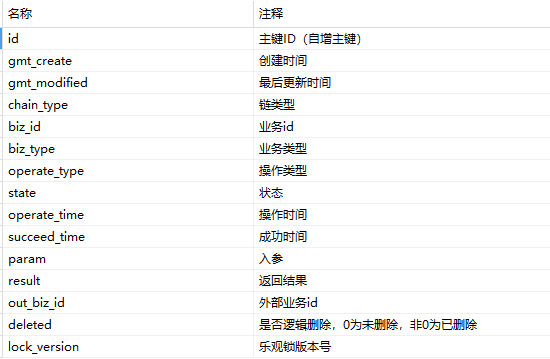 名称 注释
id 主键ID（自增主键）
gmt_create 创建时间
gmt_modified 最后更新时间
chain_type 链类型
biz_id 业务id
biz_type 业务类型
operate_type 操作类型
state 状态
operate_time 操作时间
succeed_time 成功时间
param 入参
result 返回结果
out_biz_id 外部业务id
deleted 是否逻辑删除，0为未删除，非0为已删除
lock_version 乐观锁版本号